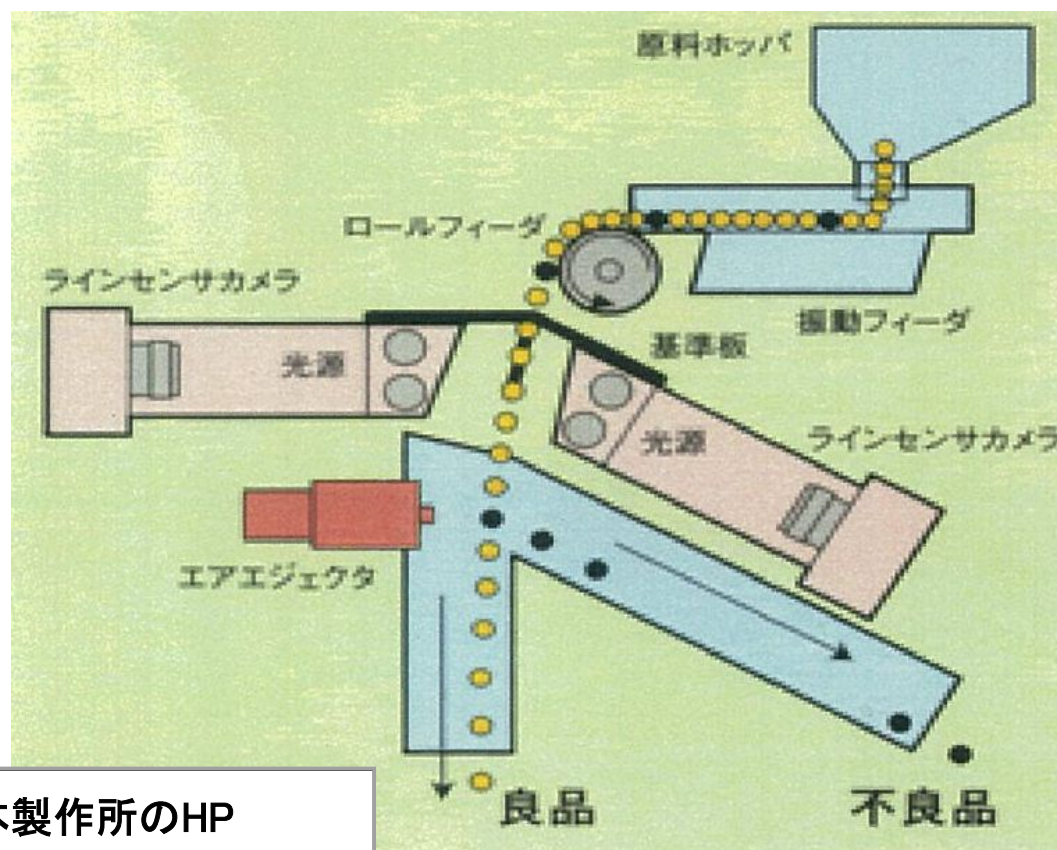 原料ホッパ
ロールフィーダ
ラインセンサカメラ
振動フィーダ
基準板
光源
光源
ラインセンサカメラ
エアエジェクタ
良品
不良品
製作所のHP